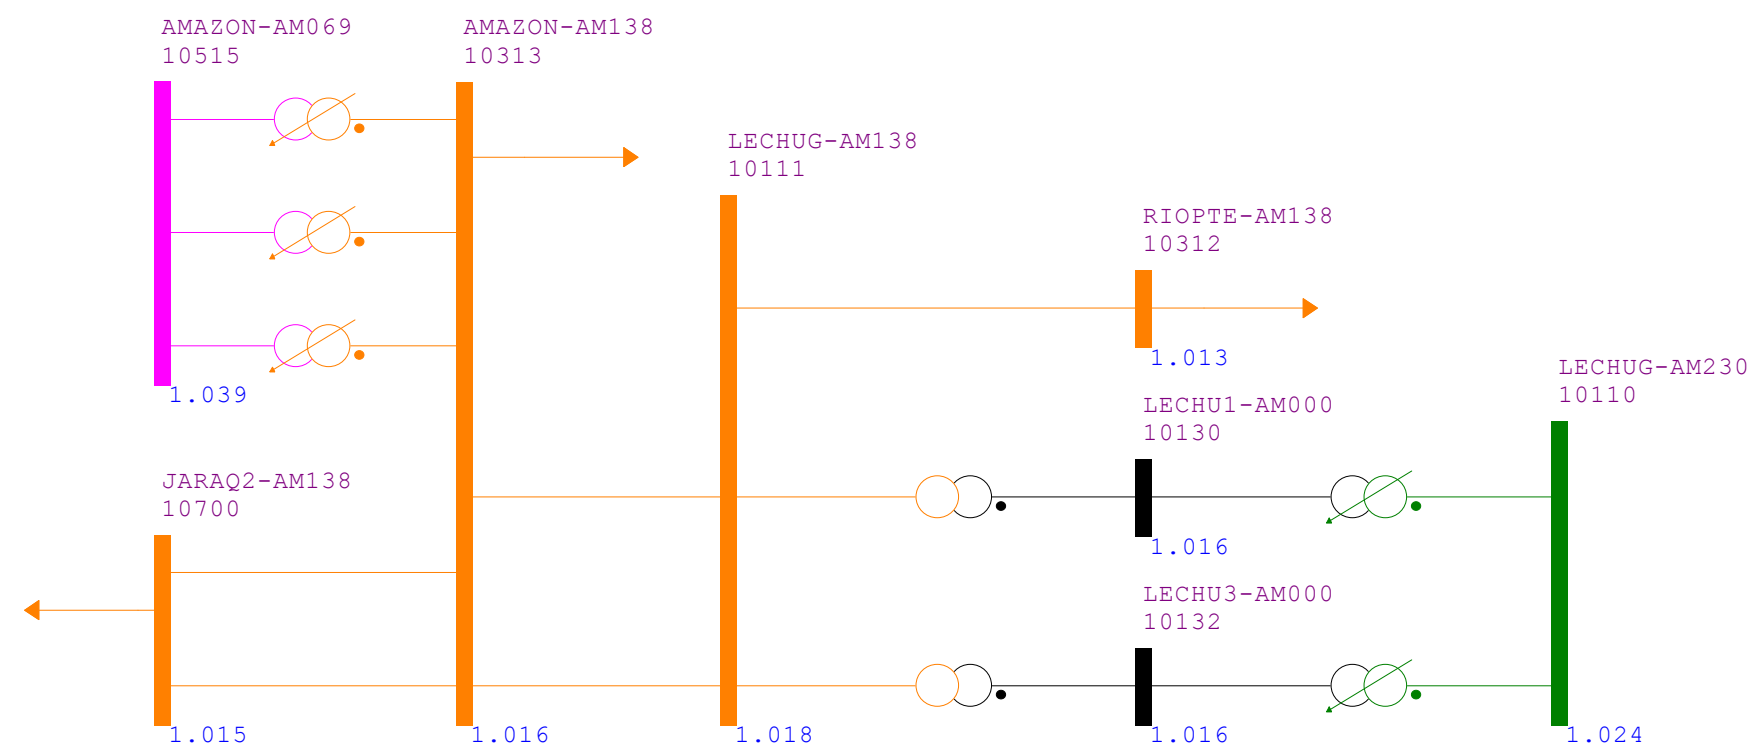 AMAZON-AM069
10515
AMAZON-AM138
10313
LECHUG-AM138
10111
RIOPTE-AM138
10312
1.013
LECHUG-AM230
10110
1.039
LECHU1-AM000
10130
JARAQ2-AM138
10700
1.016
LECHU3-AM000
10132
1.015
1.016
1.018
1.016
1.024